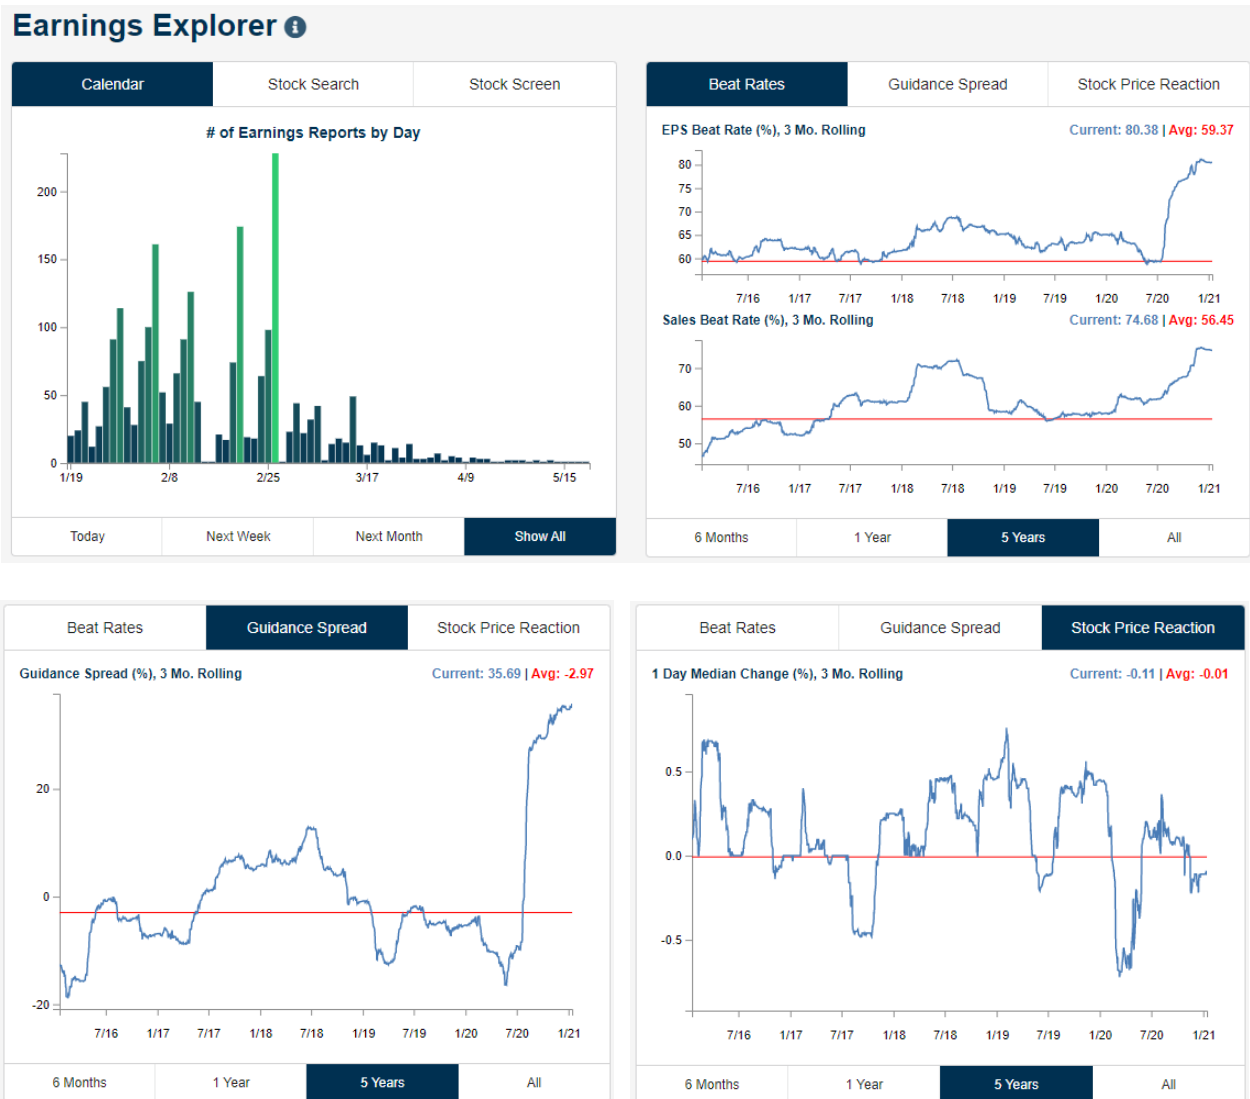 Earnings Explorer i
Calendar Stock Search Stock Screen
# of Earnings Reports by Day
200
150
100
50
0
1/19 2/8 2/25 3/17 4/9 5/15
Today Next Week Next Month Show All
Beat Rates Guidance Spread Stock Price Reaction
EPS Beat Rate (%), 3 Mo. Rolling Current: 80.38 | Avg: 59.37
80
75
70
65
60
7/16 1/17 7/17 1/18 7/18 1/19 7/19 1/20 7/20 1/21
Sales Beat Rate (%), 3 Mo. Rolling Current: 74.68 | Avg: 56.45
70
60
50
7/16 1/17 7/17 1/18 7/18 1/19 7/19 1/20 7/20 1/21
6 Months 1 Year 5 Years All
Beat Rates Guidance Spread Stock Price Reaction
Guidance Spread (%), 3 Mo. Rolling Current: 35.69 | Avg: -2.97
20
0
-20
7/16 1/17 7/17 1/18 7/18 1/19 7/19 1/20 7/20 1/21
6 Months 1 Year 5 Years All
Beat Rates Guidance Spread Stock Price Reaction
1 Day Median Change (%), 3 Mo. Rolling Current: -0.11 | Avg: -0.01
0.5
0.0
-0.5
7/16 1/17 7/17 1/18 7/18 1/19 7/19 1/20 7/20 1/21
6 Months 1 Year 5 Years All